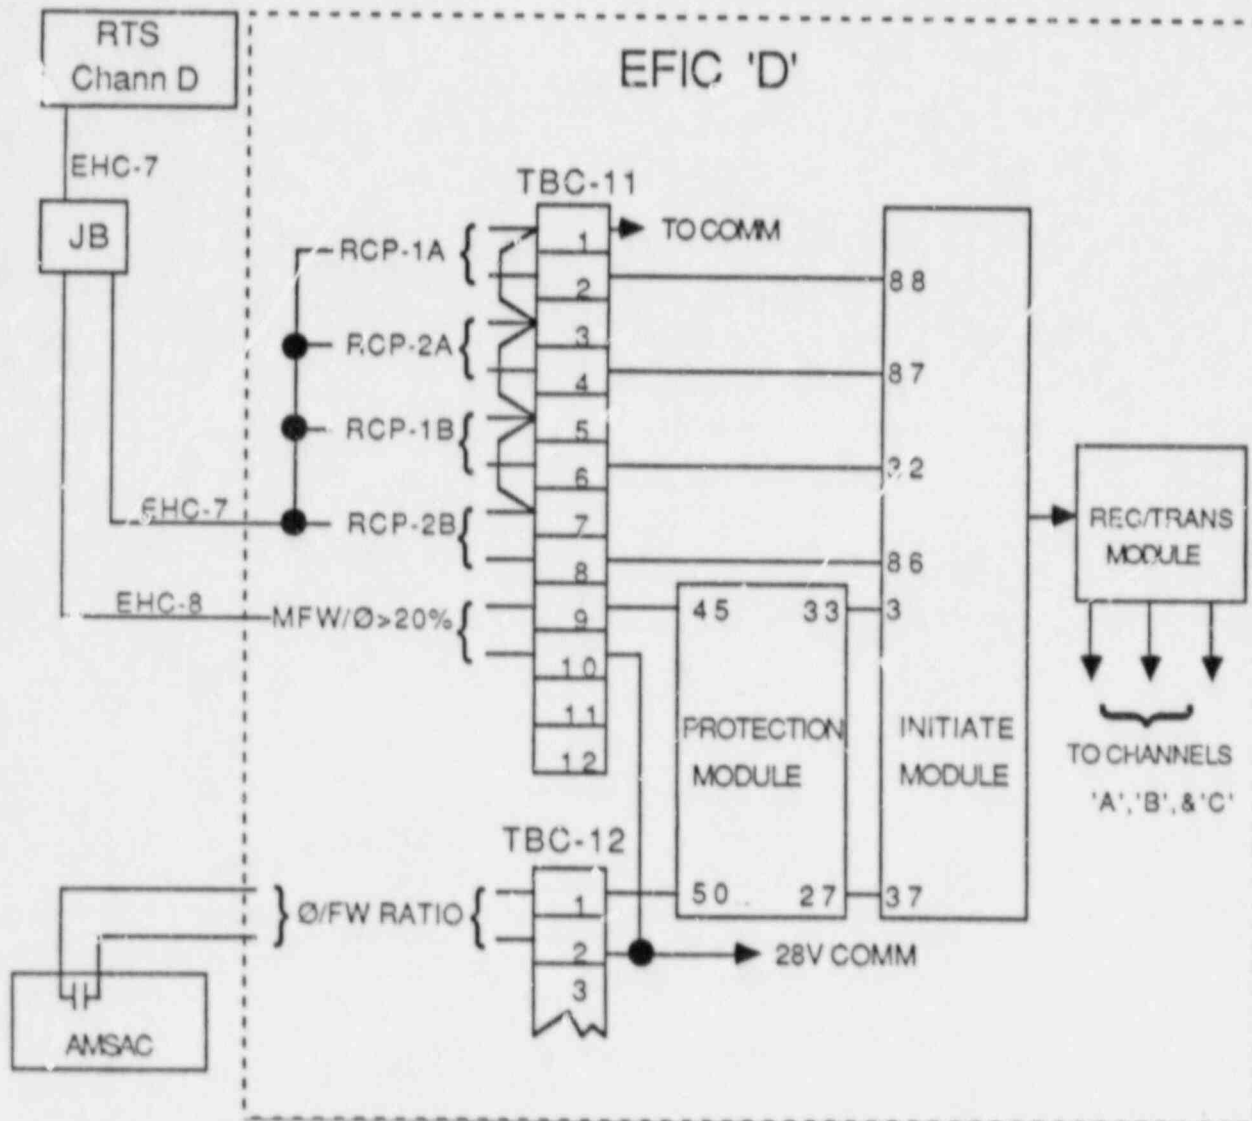 RTS
Chann D
EFIC 'D'
EHC-7
JB
TBC-11
RCP-1A
1
TO COMM
2
88
RCP-2A
3
4
87
RCP-1B
5
6
32
EHC-7
RCP-2B
7
8
86
EHC-8
MFW/Ø>20%
9
45
33
3
10
11
12
PROTECTION
MODULE
INITIATE
MODULE
REC/TRANS
MODULE
TO CHANNELS
'A','B',&'C'
TBC-12
Ø/FW RATIO
1
50
27
37
2
28V COMM
3
AMSAC